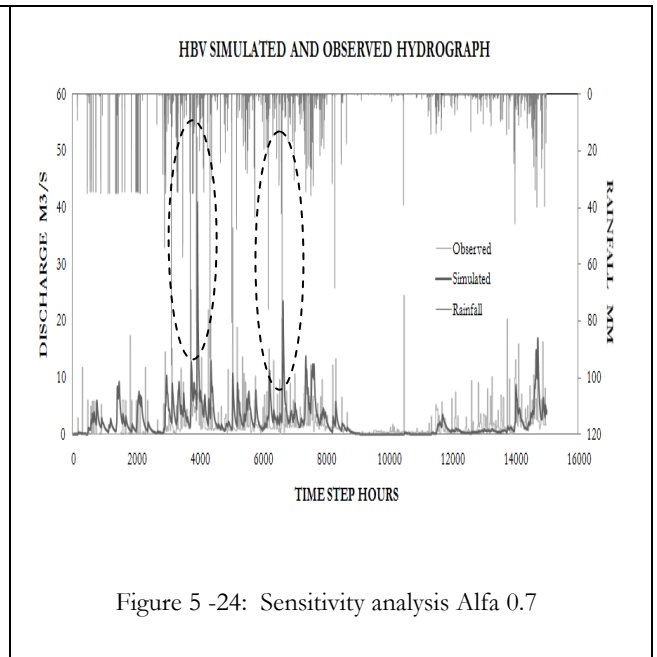 HBV SIMULATED AND OBSERVED HYDROGRAPH
60
50
40
30
20
10
0
DISCHARGE M3/S
0
20
40
60
80
100
120
RAINFALL MM
Observed
Simulated
Rainfall
0 2000 4000 6000 8000 10000 12000 14000 16000
TIME STEP HOURS
Figure 5 -24: Sensitivity analysis Alfa 0.7